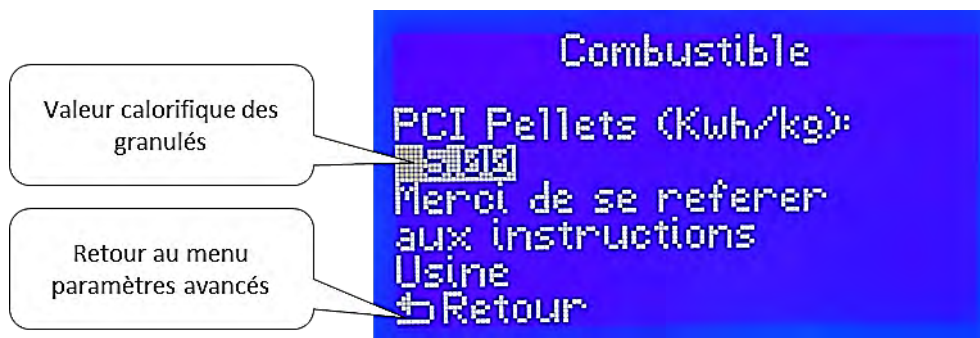 Valeur calorifique des
granulés
Retour au menu
paramètres avancés
Combustible
PCI Pellets (Kwh/kg):
Merci de se referer
aux instructions
Usine
Retour